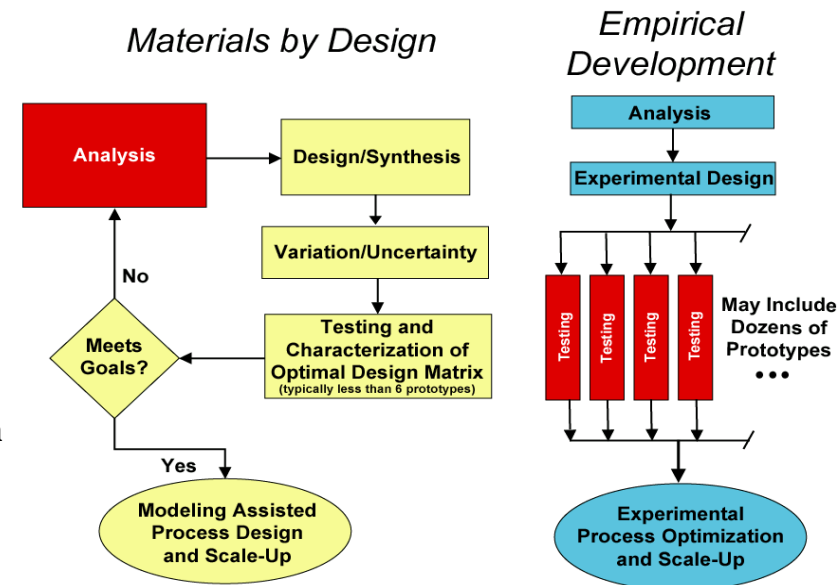 Materials by Design
Analysis
Design/Synthesis
Variation/Uncertainty
Testing and
Characterization of
Optimal Design Matrix
(typically less than 6 prototypes)
Meets
Goals?
No
Yes
Modeling Assisted
Process Design
and Scale-Up
Empirical
Development
Analysis
Experimental Design
Testing
Testing
Testing
Testing
May Include
Dozens of
Prototypes
•••
Experimental
Process Optimization
and Scale-Up